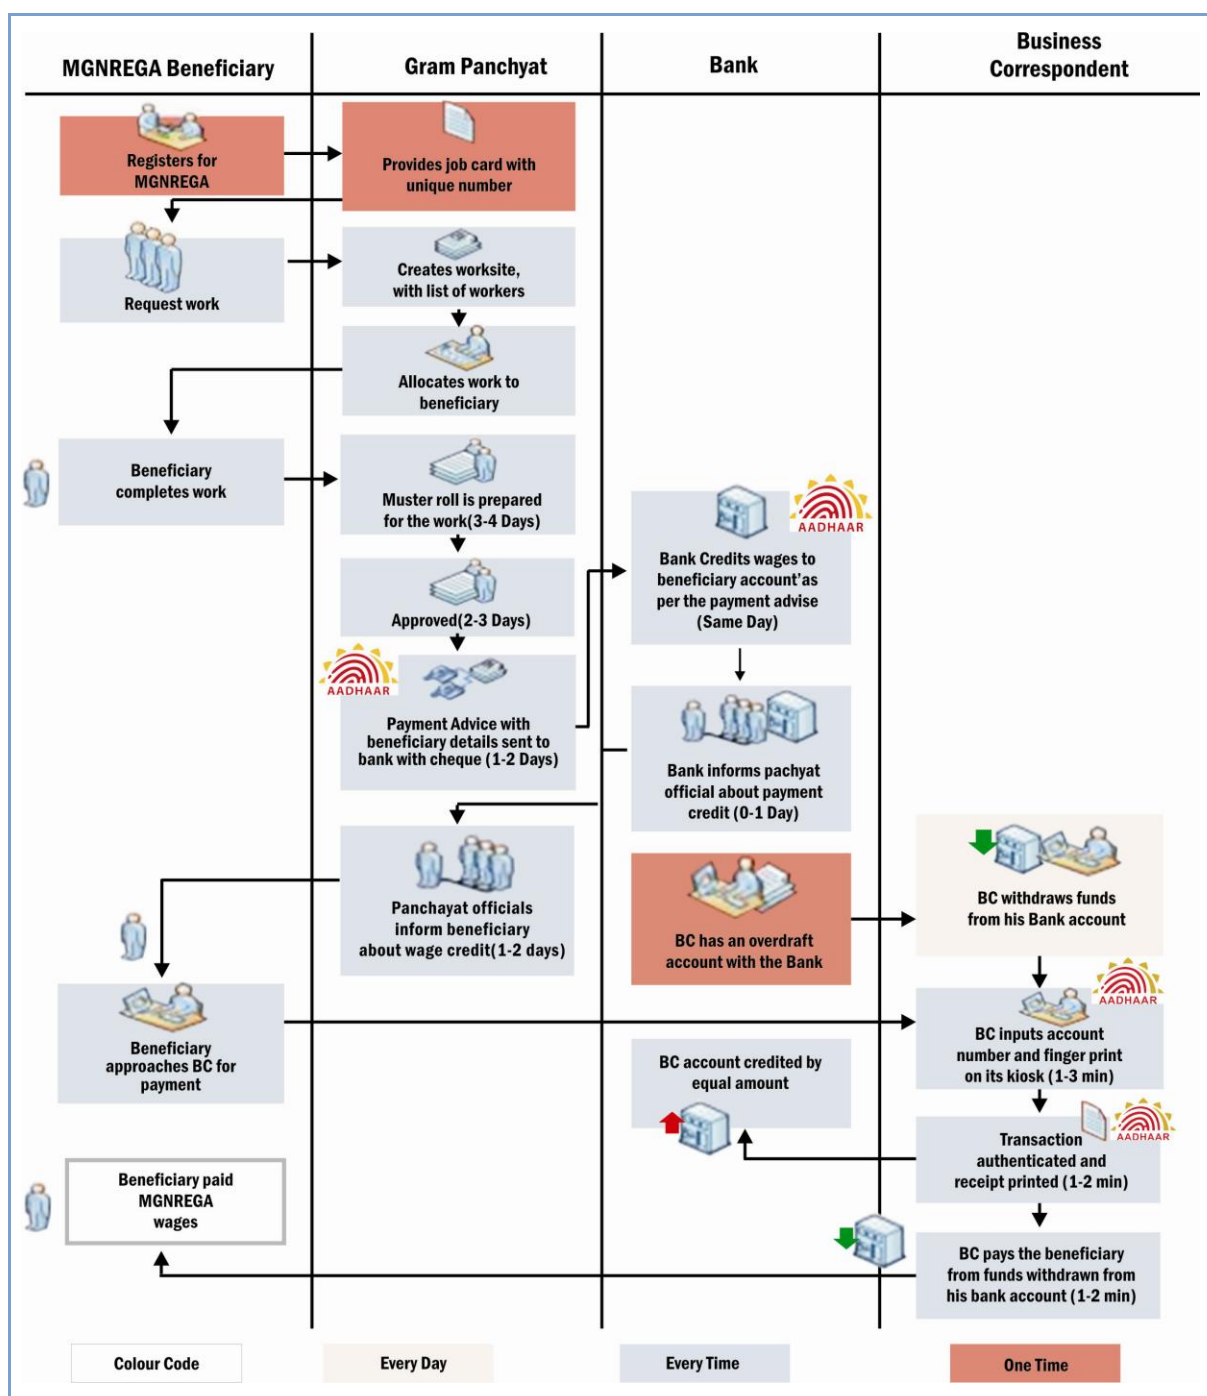 MGNREGA Beneficiary
Gram Panchyat
Bank
Business
Correspondent
Registers for
MGNREGA
Provides job card with
unique number
Request work
Creates worksite,
with list of workers
Allocates work to
beneficiary
Beneficiary
completes work
Muster roll is prepared
for the work(3-4 Days)
AADHAAR
Bank Credits wages to
beneficiary account'as
per the payment advise
(Same Day)
Approved(2-3 Days)
AADHAAR
Payment Advice with
beneficiary details sent to
bank with cheque (1-2 Days)
Bank informs pachyat
official about payment
credit (0-1 Day)
Panchayat officials
inform beneficiary
about wage credit(1-2 days)
BC has an overdraft
account with the Bank
BC withdraws funds
from his Bank account
Beneficiary
approaches BC for
payment
AADHAAR
BC inputs account
number and finger print
on its kiosk (1-3 min)
BC account credited by
equal amount
AADHAAR
Transaction
authenticated and
receipt printed (1-2 min)
Beneficiary paid
MGNREGA
wages
BC pays the beneficiary
from funds withdrawn from
his bank account (1-2 min)
Colour Code
Every Day
Every Time
One Time